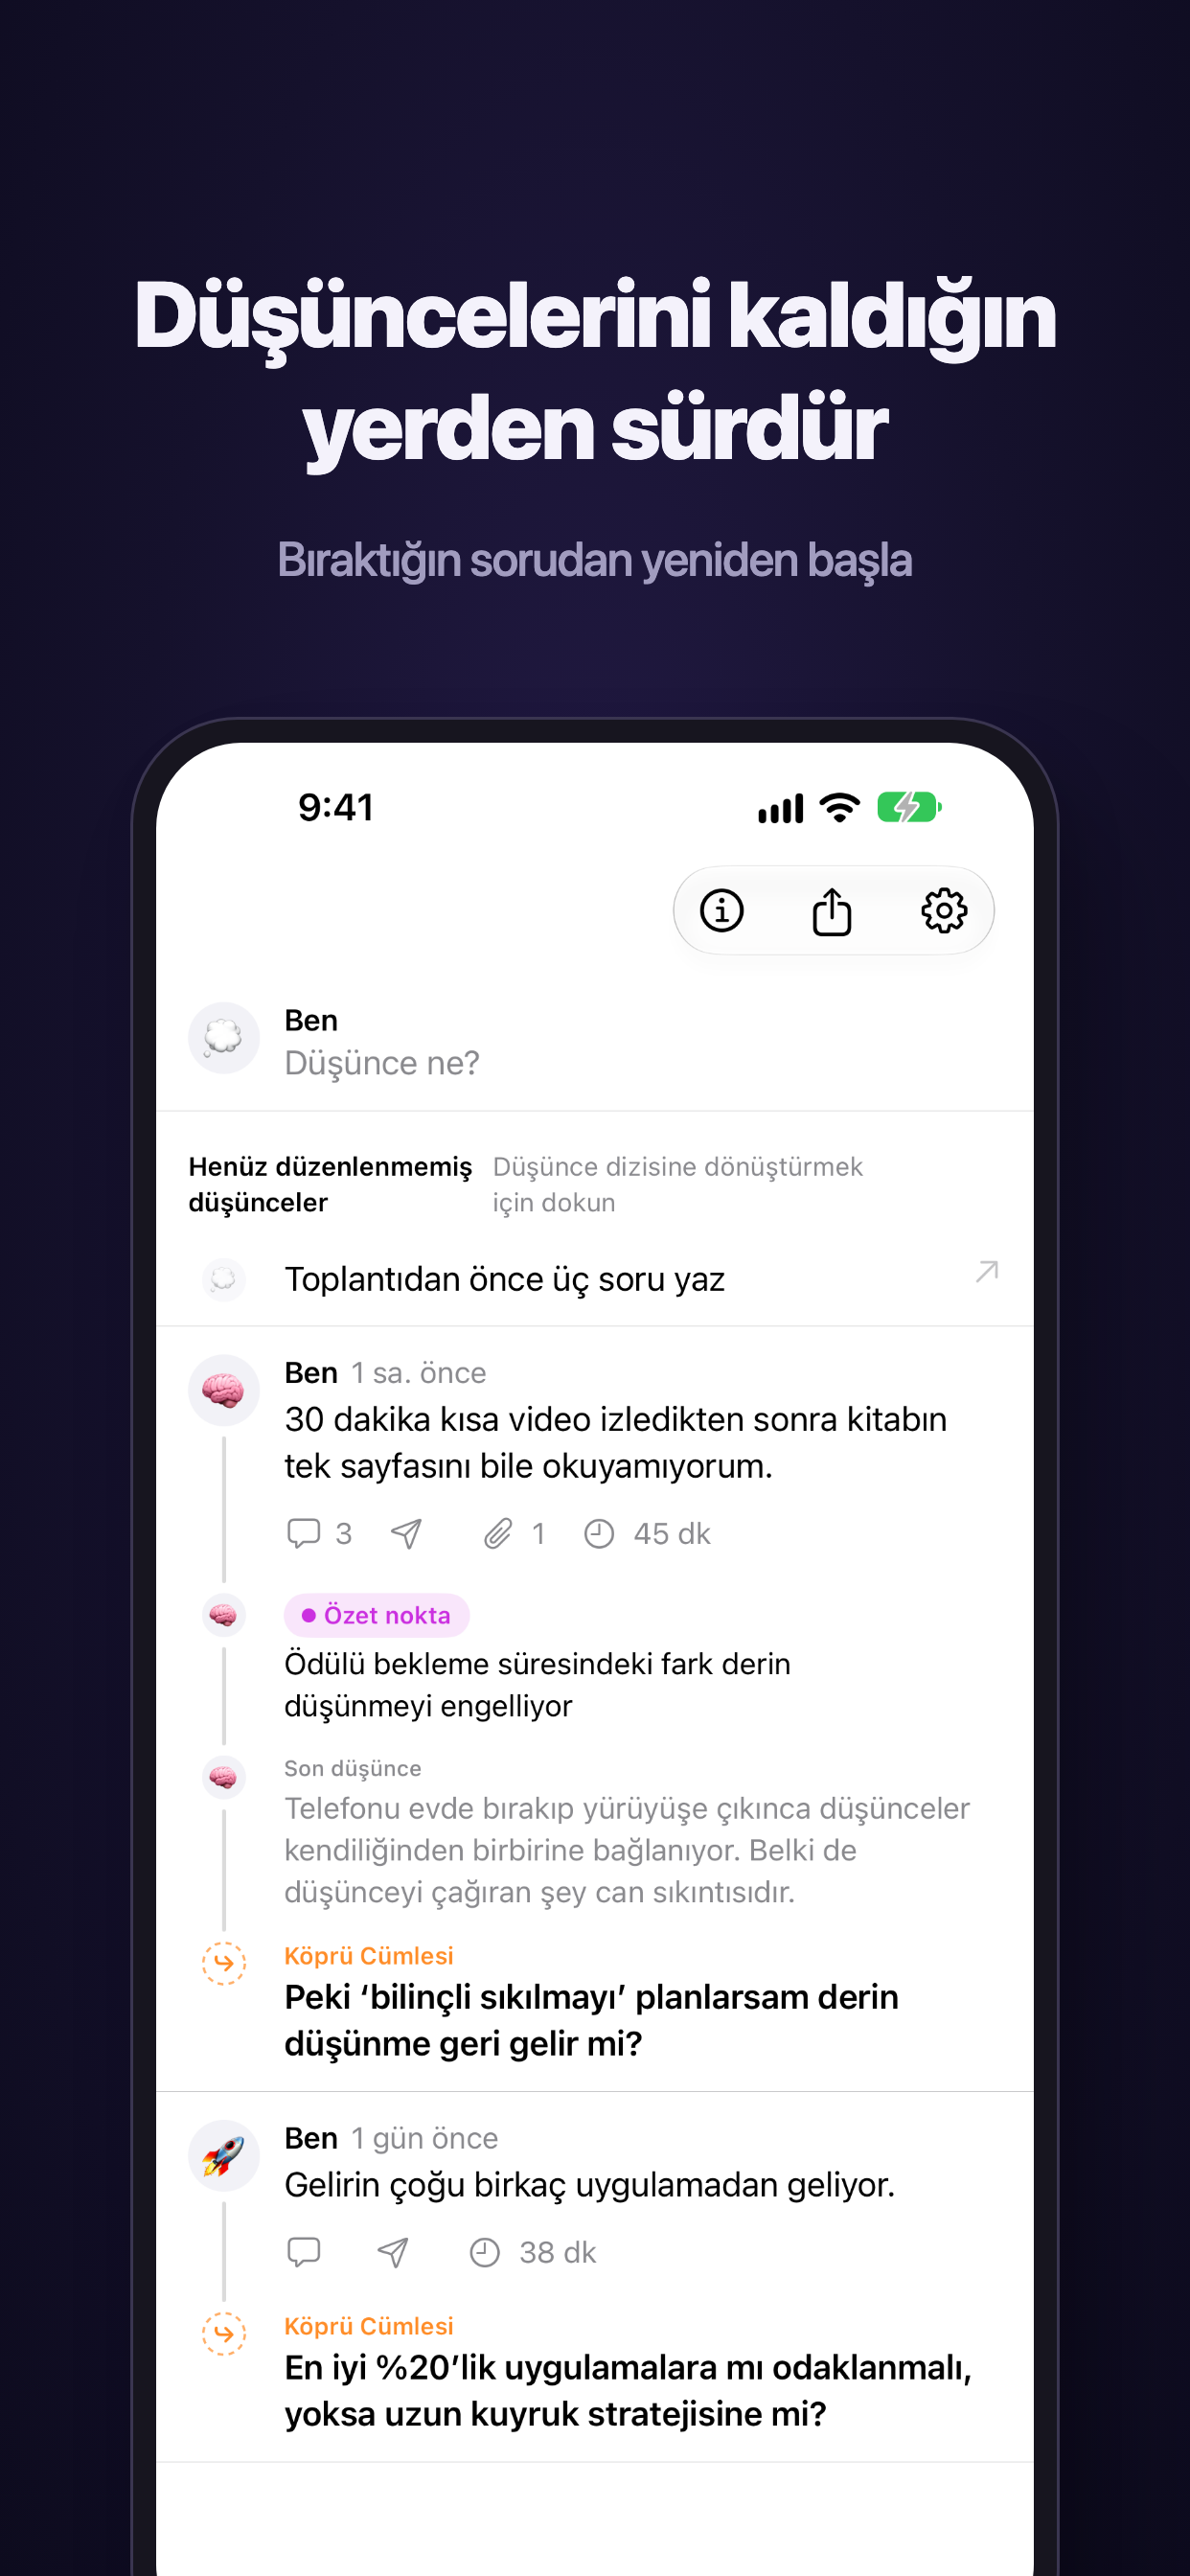 Düşüncelerini kaldığın
yerden sürdür
Bıraktığın sorudan yeniden başla
9:41
Ben
Düşünce ne?
Henüz düzenlenmemiş
düşünceler
Düşünce dizisine dönüştürmek
için dokun
Toplantıdan önce üç soru yaz
Ben 1 sa. önce
30 dakika kısa video izledikten sonra kitabın
tek sayfasını bile okuyamıyorum.
3 1 45 dk
Özet nokta
Ödülü bekleme süresindeki fark derin
düşünmeyi engelliyor
Son düşünce
Telefonu evde bırakıp yürüyüşe çıkınca düşünceler
kendiliğinden birbirine bağlanıyor. Belki de
düşünceyi çağıran şey can sıkıntısıdır.
Köprü Cümlesi
Peki ‘bilinçli sıkılmayı’ planlarsam derin
düşünme geri gelir mi?
Ben 1 gün önce
Gelirin çoğu birkaç uygulamadan geliyor.
38 dk
Köprü Cümlesi
En iyi %20’lik uygulamalara mı odaklanmalı,
yoksa uzun kuyruk stratejisine mi?